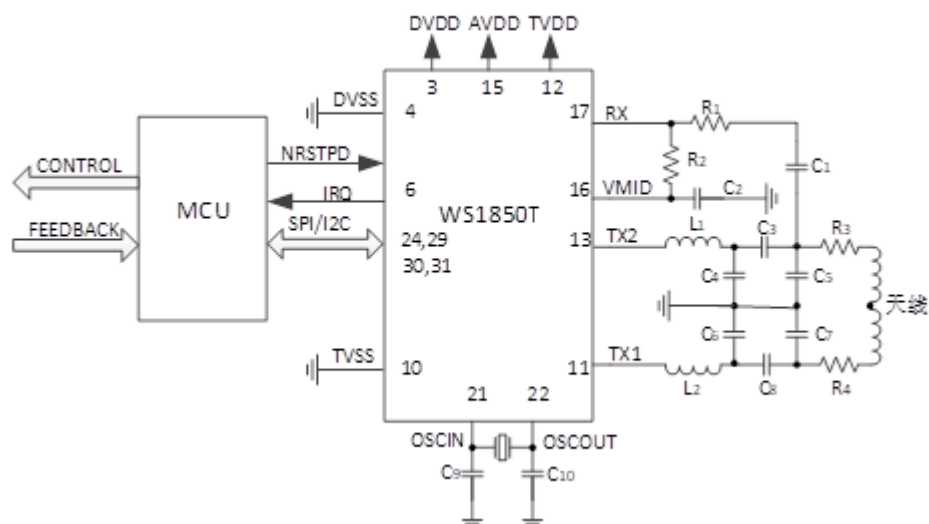 DVDD AVDD TVDD
3 15 12
DVSS 4
17 RX R1
NRSTPD
R2 C1
CONTROL
MCU
IRQ 6
16 VMID C2
WS1850T
FEEDBACK
SPI/I2C
24,29
30,31
13 TX2 L1 C3 R3
C4 C5
天线
C6 C7
TVSS 10
11 TX1 L2 C8 R4
21 22
OSCIN OSCOUT
C9 C10